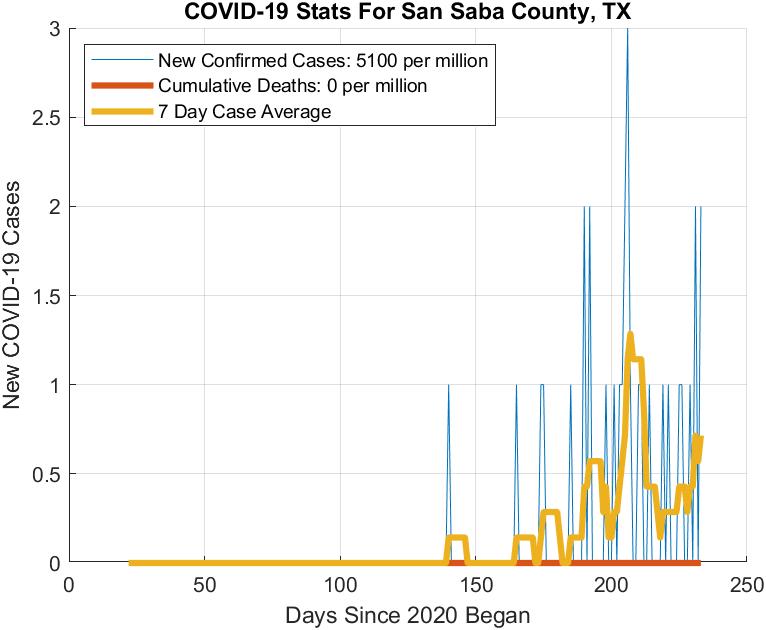 COVID-19 Stats For San Saba County, TX
New Confirmed Cases: 5100 per million
Cumulative Deaths: 0 per million
7 Day Case Average
New COVID-19 Cases
3
2.5
2
1.5
1
0.5
0
0 50 100 150 200 250
Days Since 2020 Began